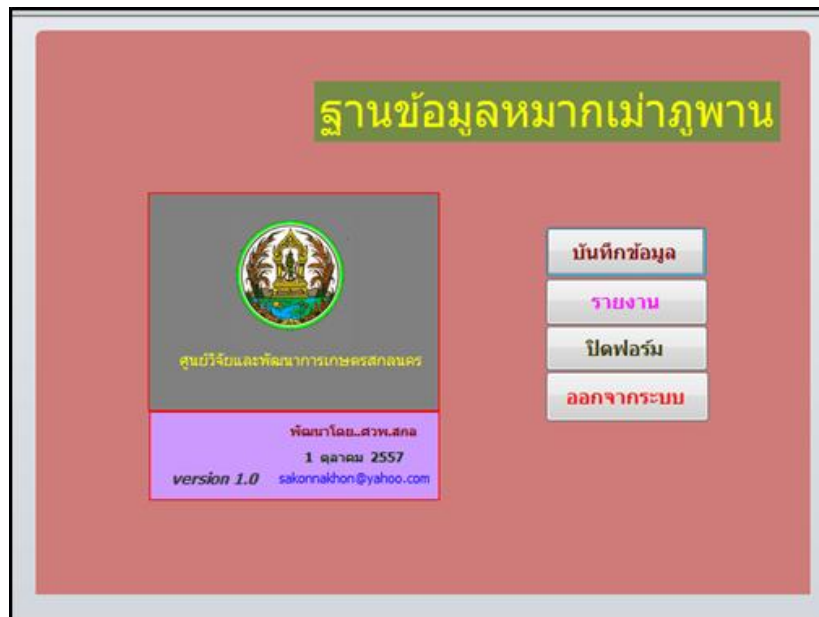 ฐานข้อมูลหมากเม่าภูพาน
บันทึกข้อมูล
รายงาน
ปิดฟอร์ม
ออกจากระบบ
ศูนย์วิจัยและพัฒนาการเกษตรสกลนคร
พัฒนาโดย..ศวพ.สกล
1 ตุลาคม 2557
version 1.0 sakonnakhon@yahoo.com